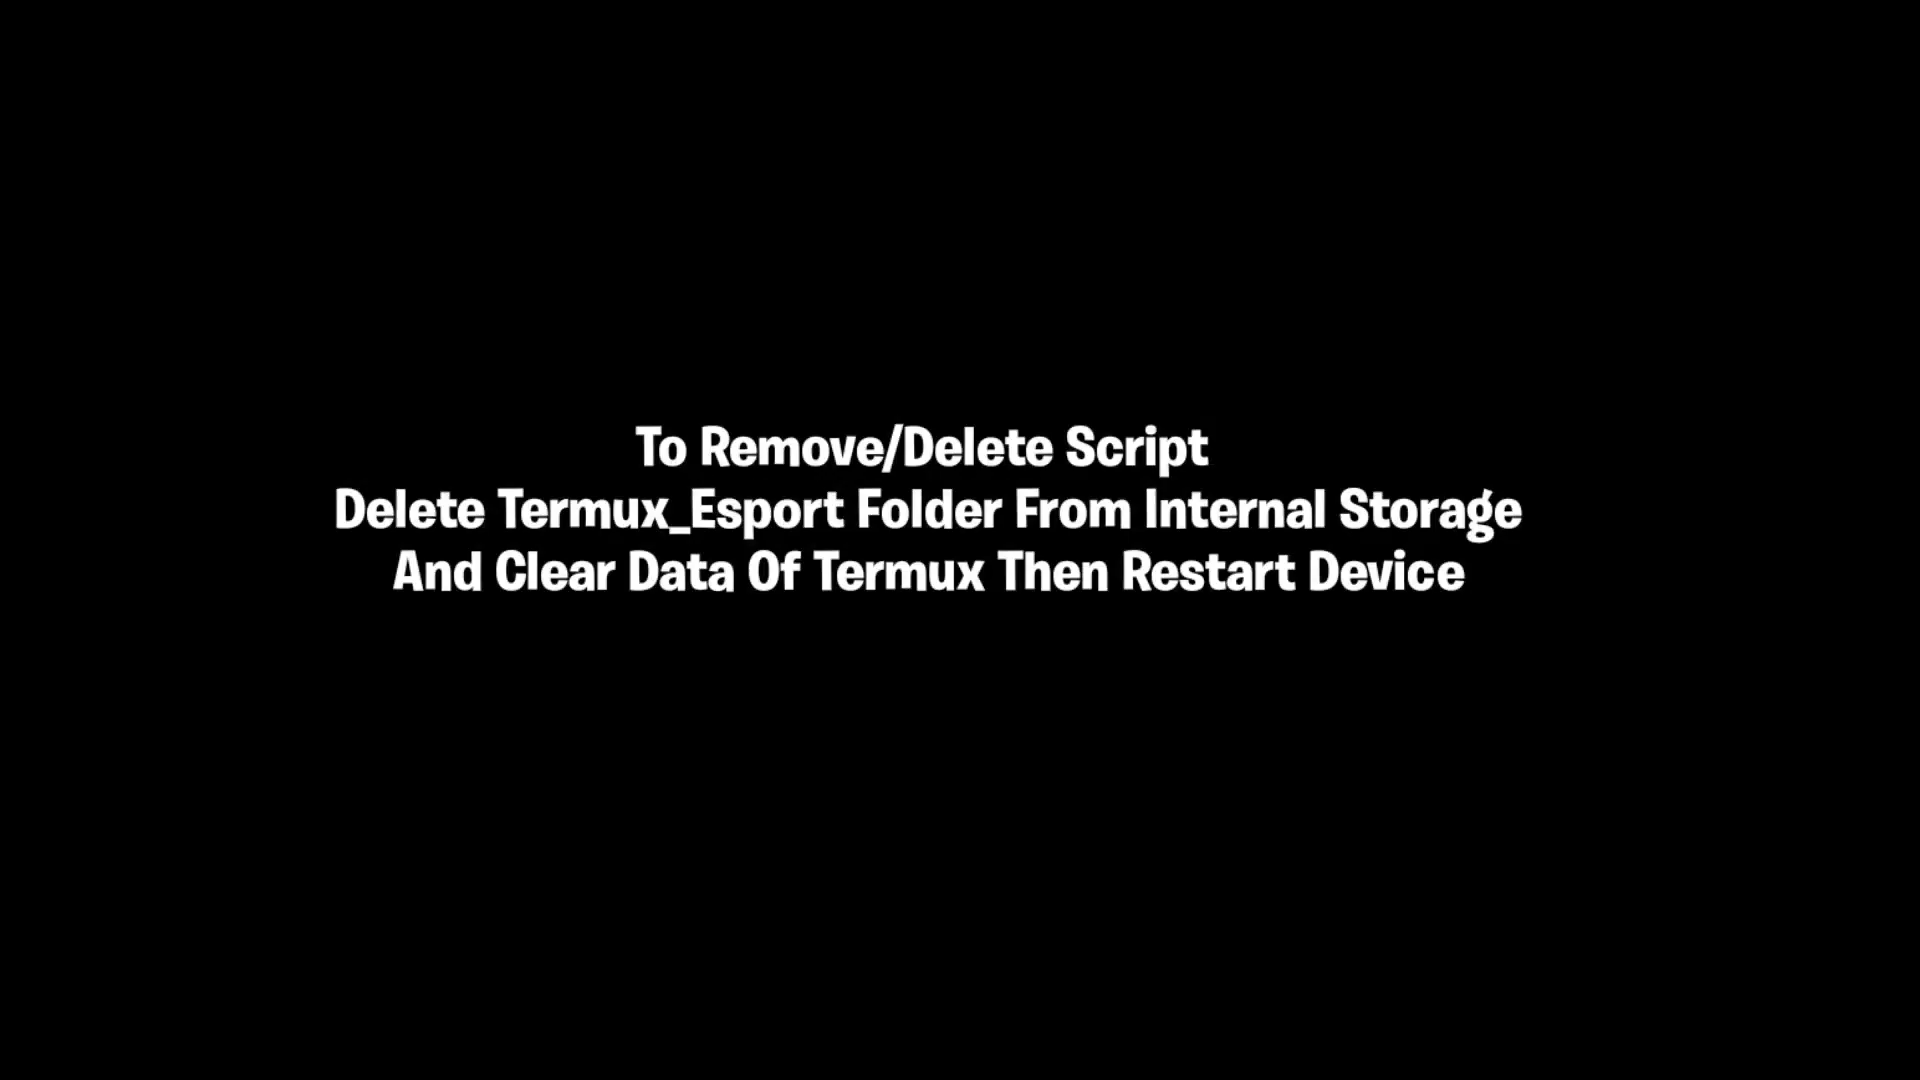 To Remove/Delete Script
Delete Termux_Esport Folder From Internal Storage
And Clear Data Of Termux Then Restart Device